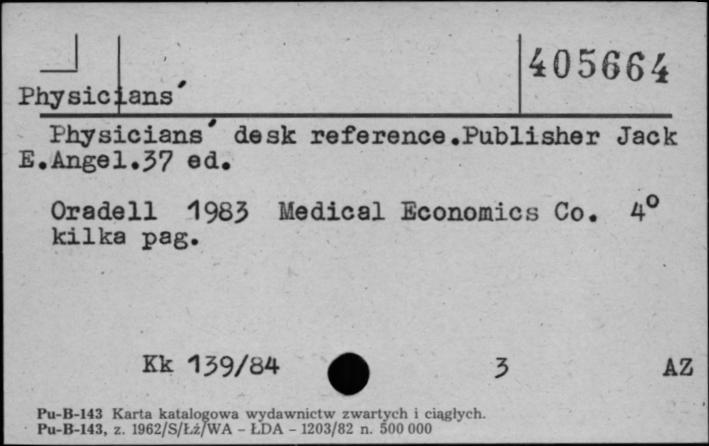 405664
Physicians'
Physicians' desk reference.Publisher Jack
E.Angel.37 ed.
Oradell 1983 Medical Economics Co. 4°
kilka pag.
Kk 139/84 3 AZ
Pu-B-143 Karta katalogowa wydawnictw zwartych i ciągłych.
Pu-B-143, z. 1962/S/Łż/WA - ŁDA - 1203/82 n. 500 000